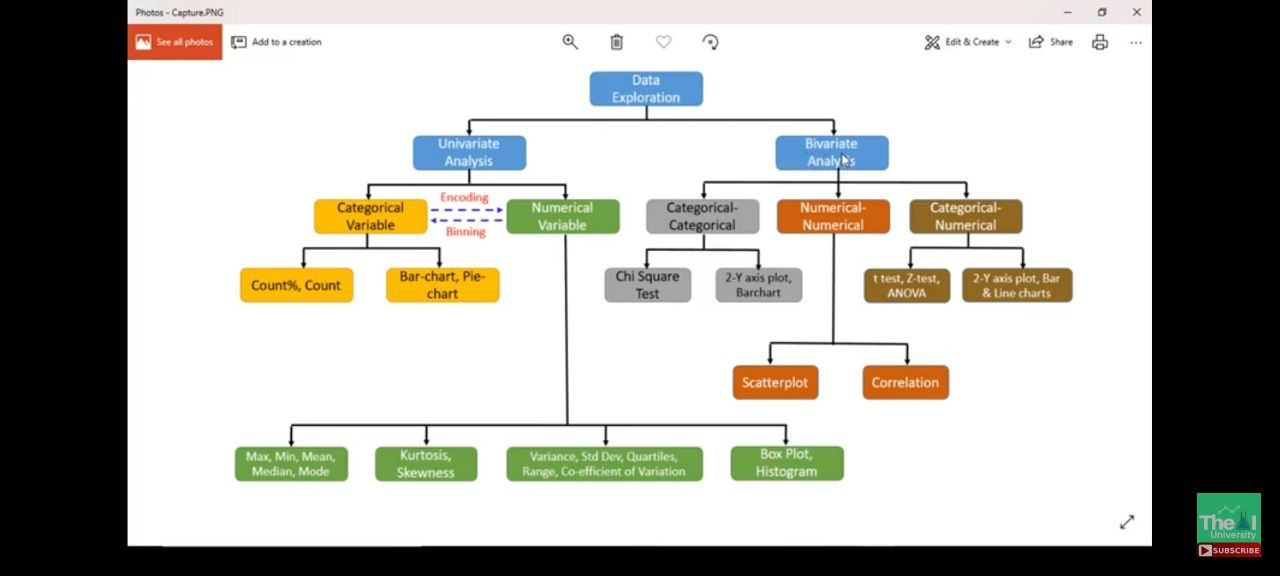 Photos - Capture.PNG
See all photos
Add to a creation
Edit & Create
Share
Data
Exploration
Univariate
Analysis
Bivariate
Analysis
Categorical
Variable
Encoding
Binning
Numerical
Variable
Categorical-
Categorical
Numerical-
Numerical
Categorical-
Numerical
Count%, Count
Bar-chart, Pie-
chart
Chi Square
Test
2-Y axis plot,
Barchart
t test, Z-test,
ANOVA
2-Y axis plot, Bar
& Line charts
Scatterplot
Correlation
Max, Min, Mean,
Median, Mode
Kurtosis,
Skewness
Variance, Std Dev, Quartiles,
Range, Co-efficient of Variation
Box Plot,
Histogram
The AI
University
SUBSCRIBE